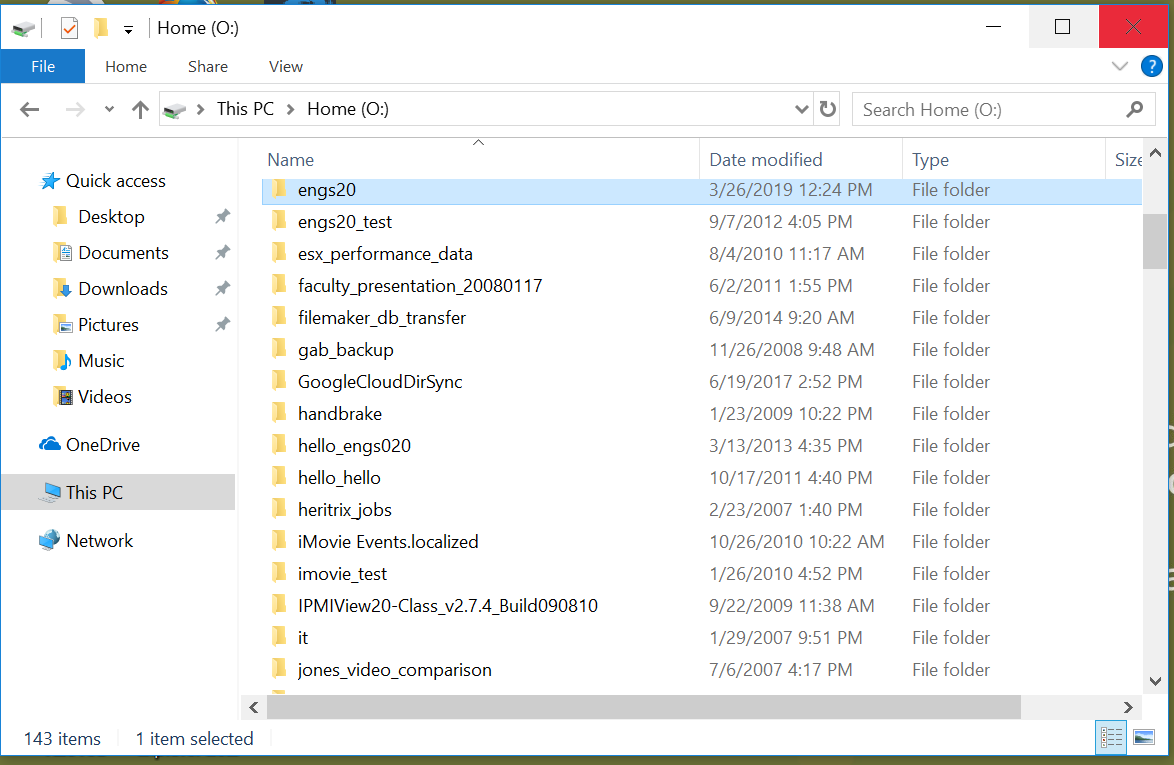 Home (O:)
File Home Share View ?
This PC Home (O:) Search Home (O:)
Name Date modified Type Size
Quick access
Desktop
Documents
Downloads
Pictures
Music
Videos
OneDrive
This PC
Network
engs20 3/26/2019 12:24 PM File folder
engs20_test 9/7/2012 4:05 PM File folder
esx_performance_data 8/4/2010 11:17 AM File folder
faculty_presentation_20080117 6/2/2011 1:55 PM File folder
filemaker_db_transfer 6/9/2014 9:20 AM File folder
gab_backup 11/26/2008 9:48 AM File folder
GoogleCloudDirSync 6/19/2017 2:52 PM File folder
handbrake 1/23/2009 10:22 PM File folder
hello_engs020 3/13/2013 4:35 PM File folder
hello_hello 10/17/2011 4:40 PM File folder
heritrix_jobs 2/23/2007 1:40 PM File folder
iMovie Events.localized 10/26/2010 10:22 AM File folder
imovie_test 1/26/2010 4:52 PM File folder
IPMIView20-Class_v2.7.4_Build090810 9/22/2009 11:38 AM File folder
it 1/29/2007 9:51 PM File folder
jones_video_comparison 7/6/2007 4:17 PM File folder
143 items 1 item selected